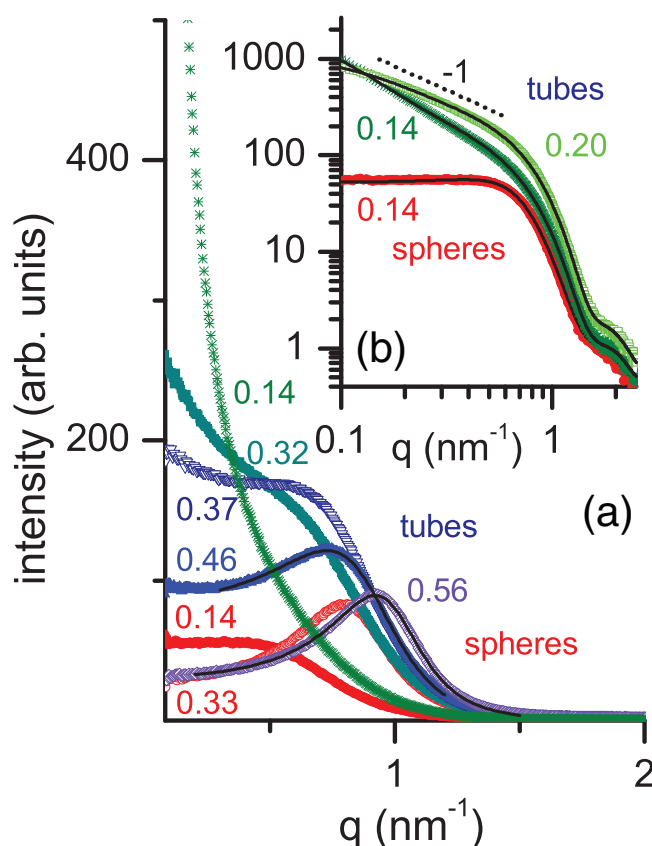 1000
-1
tubes
0.14
0.20
100
400
0.14
10
spheres
1
(b)
0.14
0.1
q (nm-1)
1
0.32
200
(a)
0.37
tubes
0.46
0.56
0.14
spheres
0.33
intensity (arb. units)
1
2
q (nm-1)